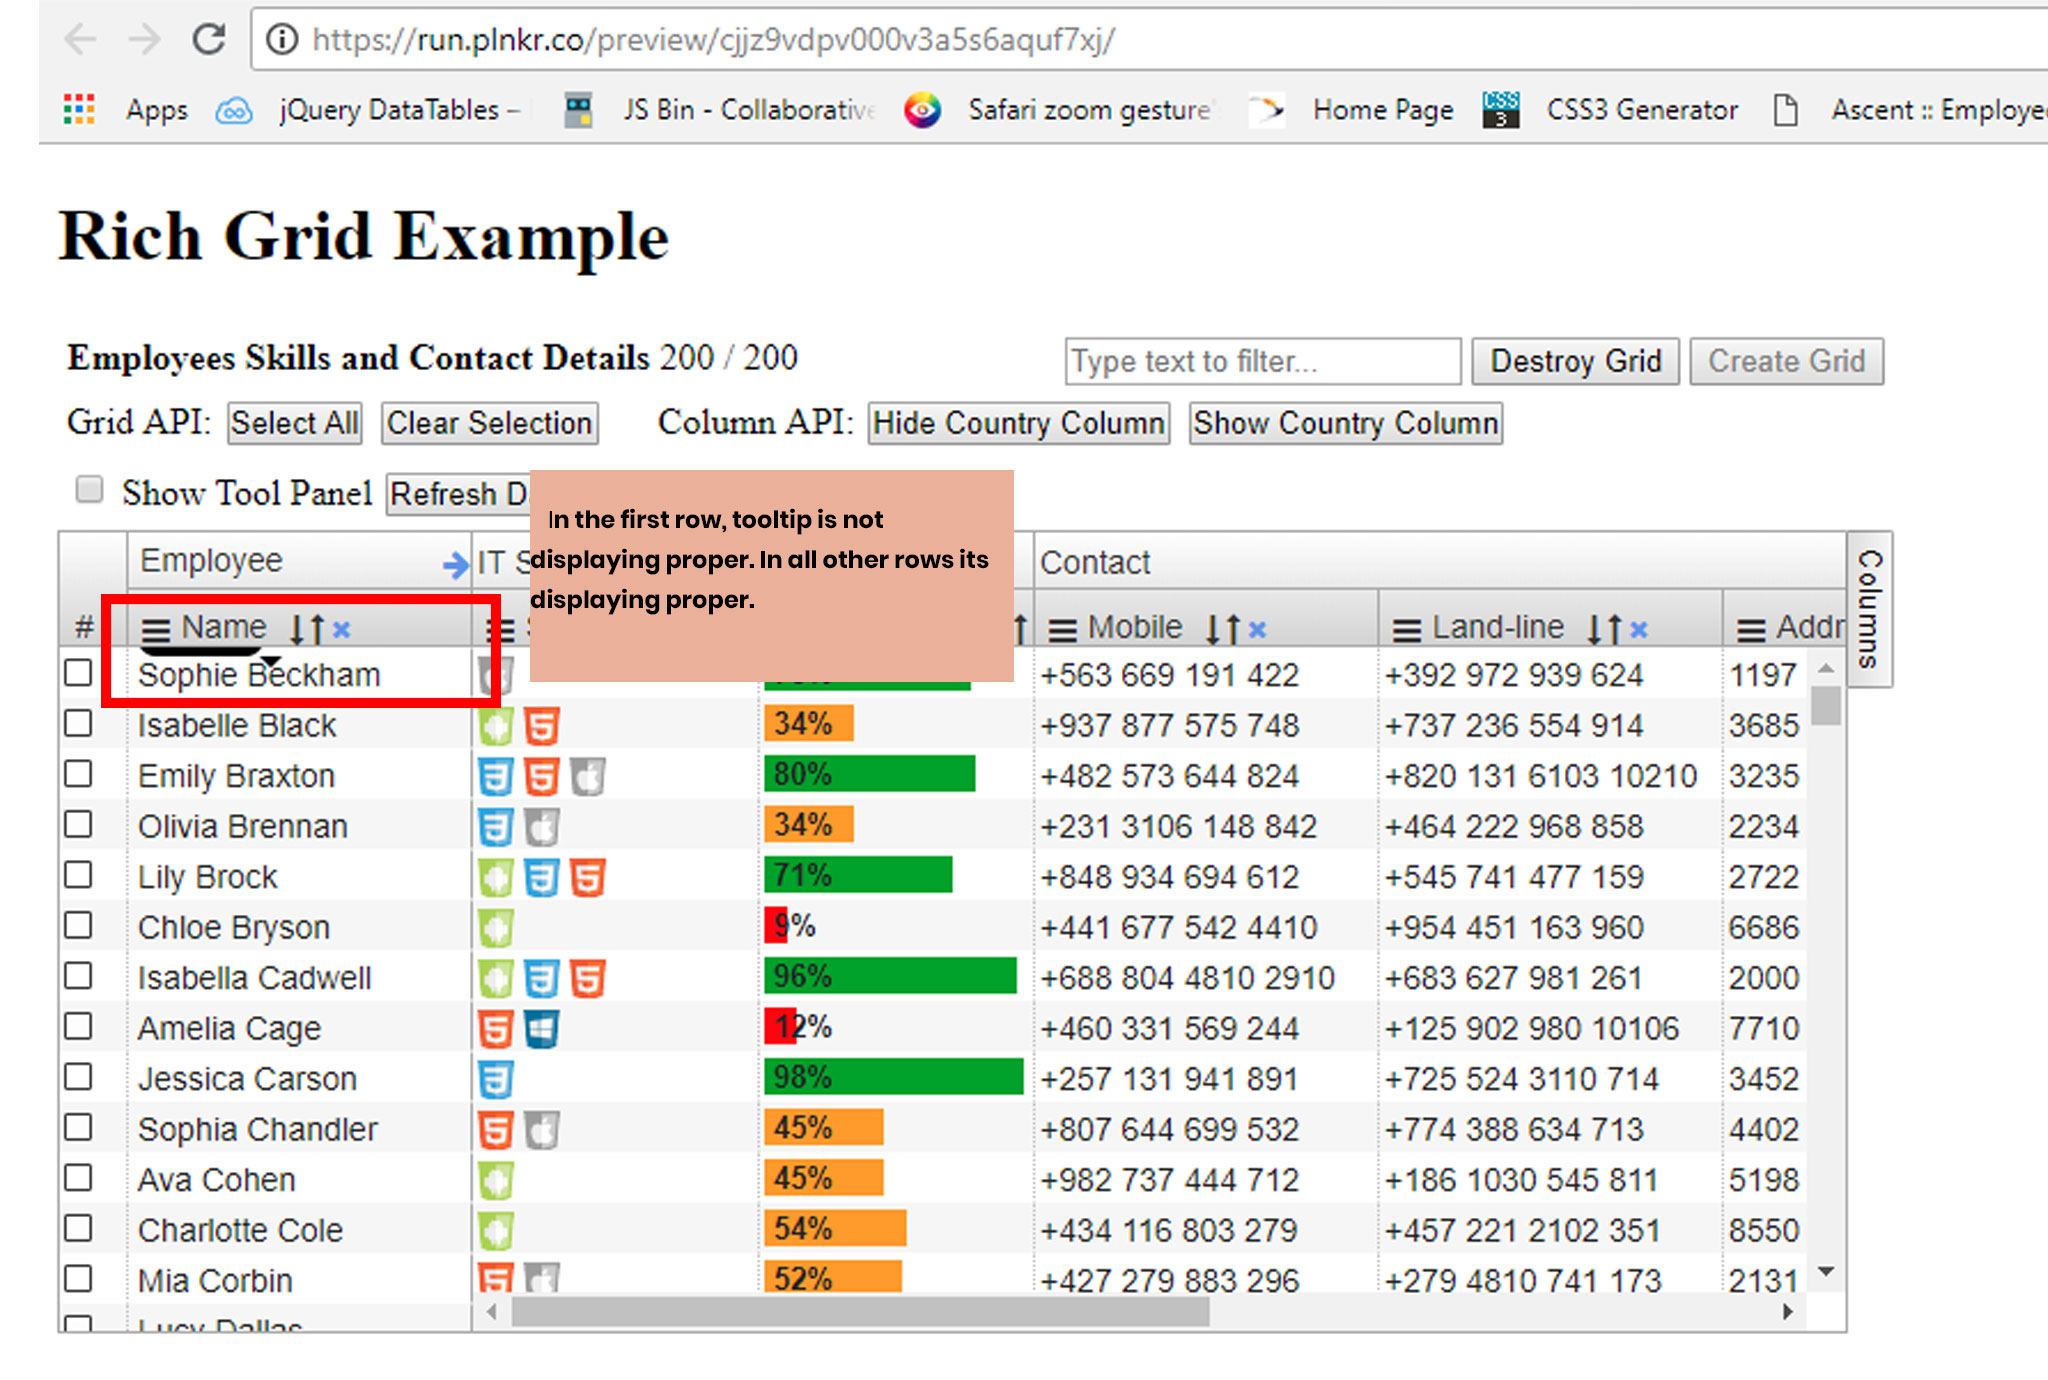 https://run.plnkr.co/preview/cjjz9vdpv000v3a5s6aquf7xj/
Apps jQuery DataTables – JS Bin - Collaborative Safari zoom gesture's Home Page CSS3 Generator Ascent :: Employee
Rich Grid Example
Employees Skills and Contact Details 200 / 200 Type text to filter... Destroy Grid Create Grid
Grid API: Select All Clear Selection Column API: Hide Country Column Show Country Column
Show Tool Panel Refresh D
In the first row, tooltip is not
displaying proper. In all other rows its
displaying proper.
Employee IT S Contact Columns
# Name Mobile Land-line Addr
Sophie Beckham +563 669 191 422 +392 972 939 624 1197
Isabelle Black 34% +937 877 575 748 +737 236 554 914 3685
Emily Braxton 80% +482 573 644 824 +820 131 6103 10210 3235
Olivia Brennan 34% +231 3106 148 842 +464 222 968 858 2234
Lily Brock 71% +848 934 694 612 +545 741 477 159 2722
Chloe Bryson 9% +441 677 542 4410 +954 451 163 960 6686
Isabella Cadwell 96% +688 804 4810 2910 +683 627 981 261 2000
Amelia Cage 12% +460 331 569 244 +125 902 980 10106 7710
Jessica Carson 98% +257 131 941 891 +725 524 3110 714 3452
Sophia Chandler 45% +807 644 699 532 +774 388 634 713 4402
Ava Cohen 45% +982 737 444 712 +186 1030 545 811 5198
Charlotte Cole 54% +434 116 803 279 +457 221 2102 351 8550
Mia Corbin 52% +427 279 883 296 +279 4810 741 173 2131
Lucy Dallas